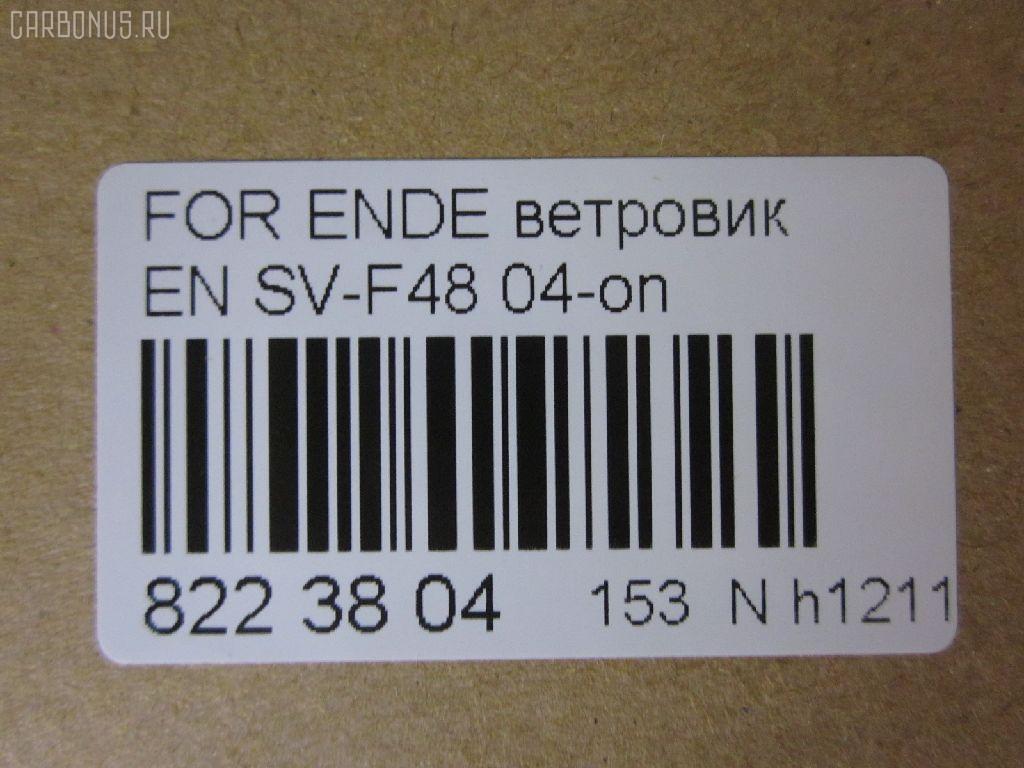 CARBONUS.RU
FOR ENDE ветровик
EN SV-F48 04-on
822 38 04 153 N h1211